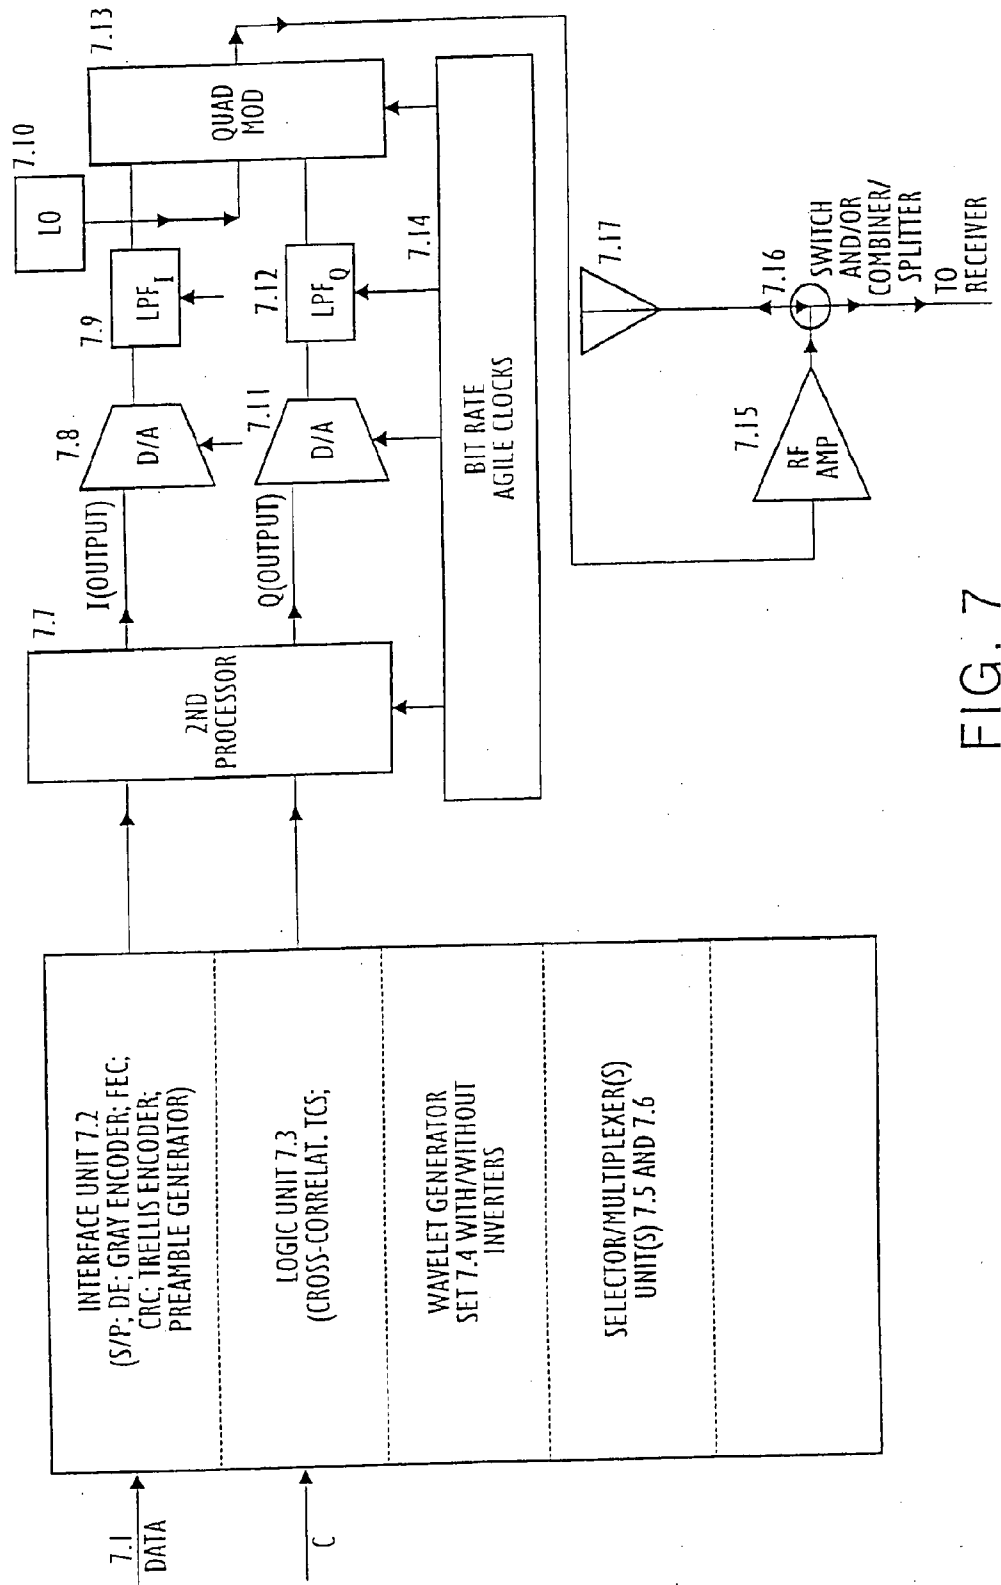 7.1
DATA
C
INTERFACE UNIT 7.2
(S/P; DE; GRAY ENCODER; FEC;
CRC; TRELLIS ENCODER;
PREAMBLE GENERATOR)
LOGIC UNIT 7.3
(CROSS-CORRELAT. TCS;
WAVELET GENERATOR
SET 7.4 WITH/WITHOUT
INVERTERS
SELECTOR/MULTIPLEXER(S)
UNIT(S) 7.5 AND 7.6
7.7
2ND
PROCESSOR
I(OUTPUT)
Q(OUTPUT)
7.8
D/A
7.11
D/A
7.9
LPF I
7.12
LPF Q
7.10
LO
7.13
QUAD
MOD
7.14
BIT RATE
AGILE CLOCKS
7.15
RF
AMP
7.16
7.17
SWITCH
AND/OR
COMBINER/
SPLITTER
TO
RECEIVER
FIG. 7